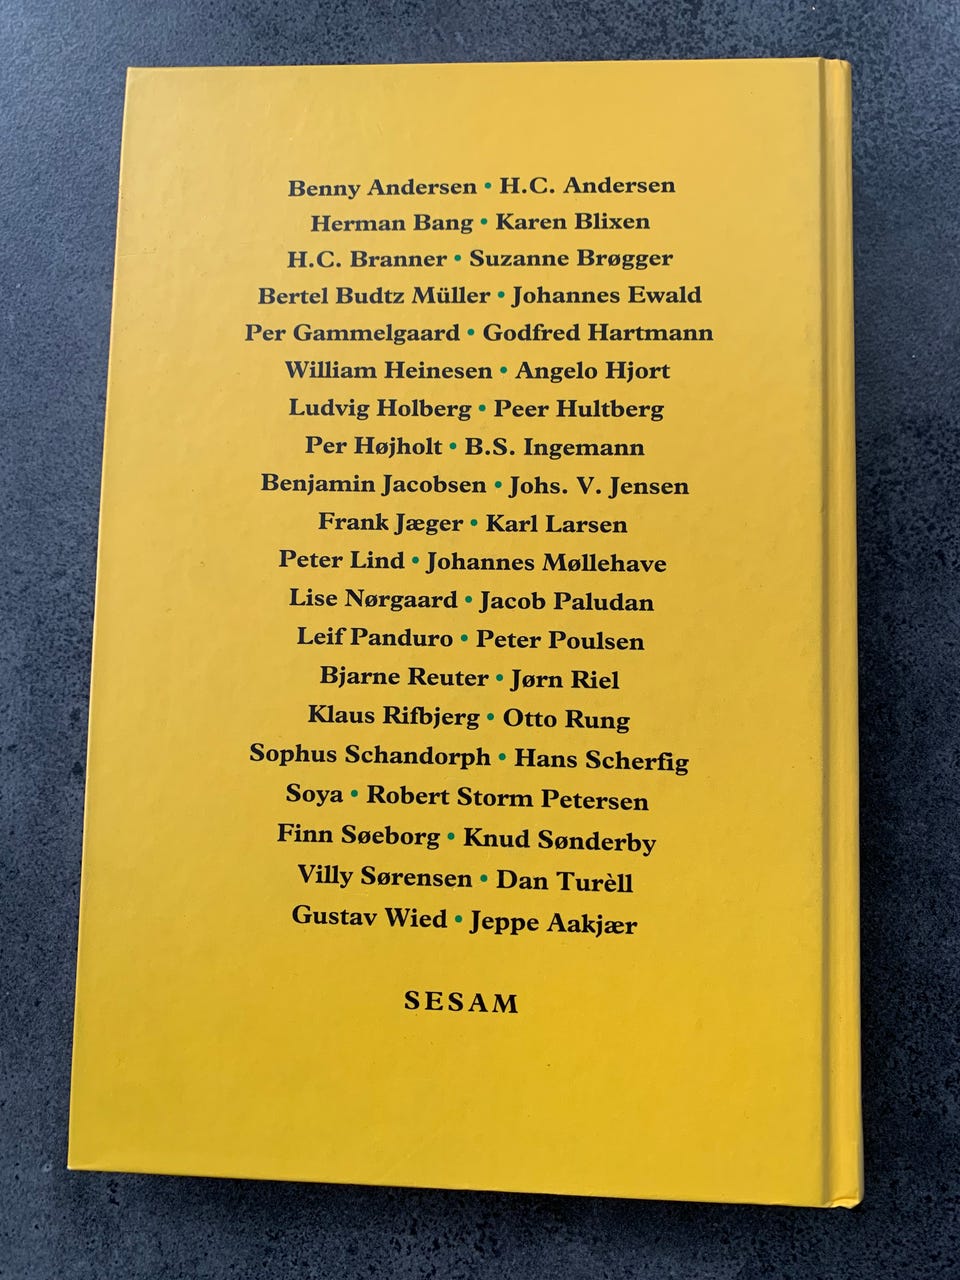 Benny Andersen • H.C. Andersen
Herman Bang • Karen Blixen
H.C. Branner • Suzanne Brøgger
Bertel Budtz Müller • Johannes Ewald
Per Gammelgaard • Godfred Hartmann
William Heinesen • Angelo Hjort
Ludvig Holberg • Peer Hultberg
Per Højholt • B.S. Ingemann
Benjamin Jacobsen • Johs. V. Jensen
Frank Jæger • Karl Larsen
Peter Lind • Johannes Møllehave
Lise Nørgaard • Jacob Paludan
Leif Panduro • Peter Poulsen
Bjarne Reuter • Jørn Riel
Klaus Rifbjerg • Otto Rung
Sophus Schandorph • Hans Scherfig
Soya • Robert Storm Petersen
Finn Søeborg • Knud Sønderby
Villy Sørensen • Dan Turèll
Gustav Wied • Jeppe Aakjær
SESAM